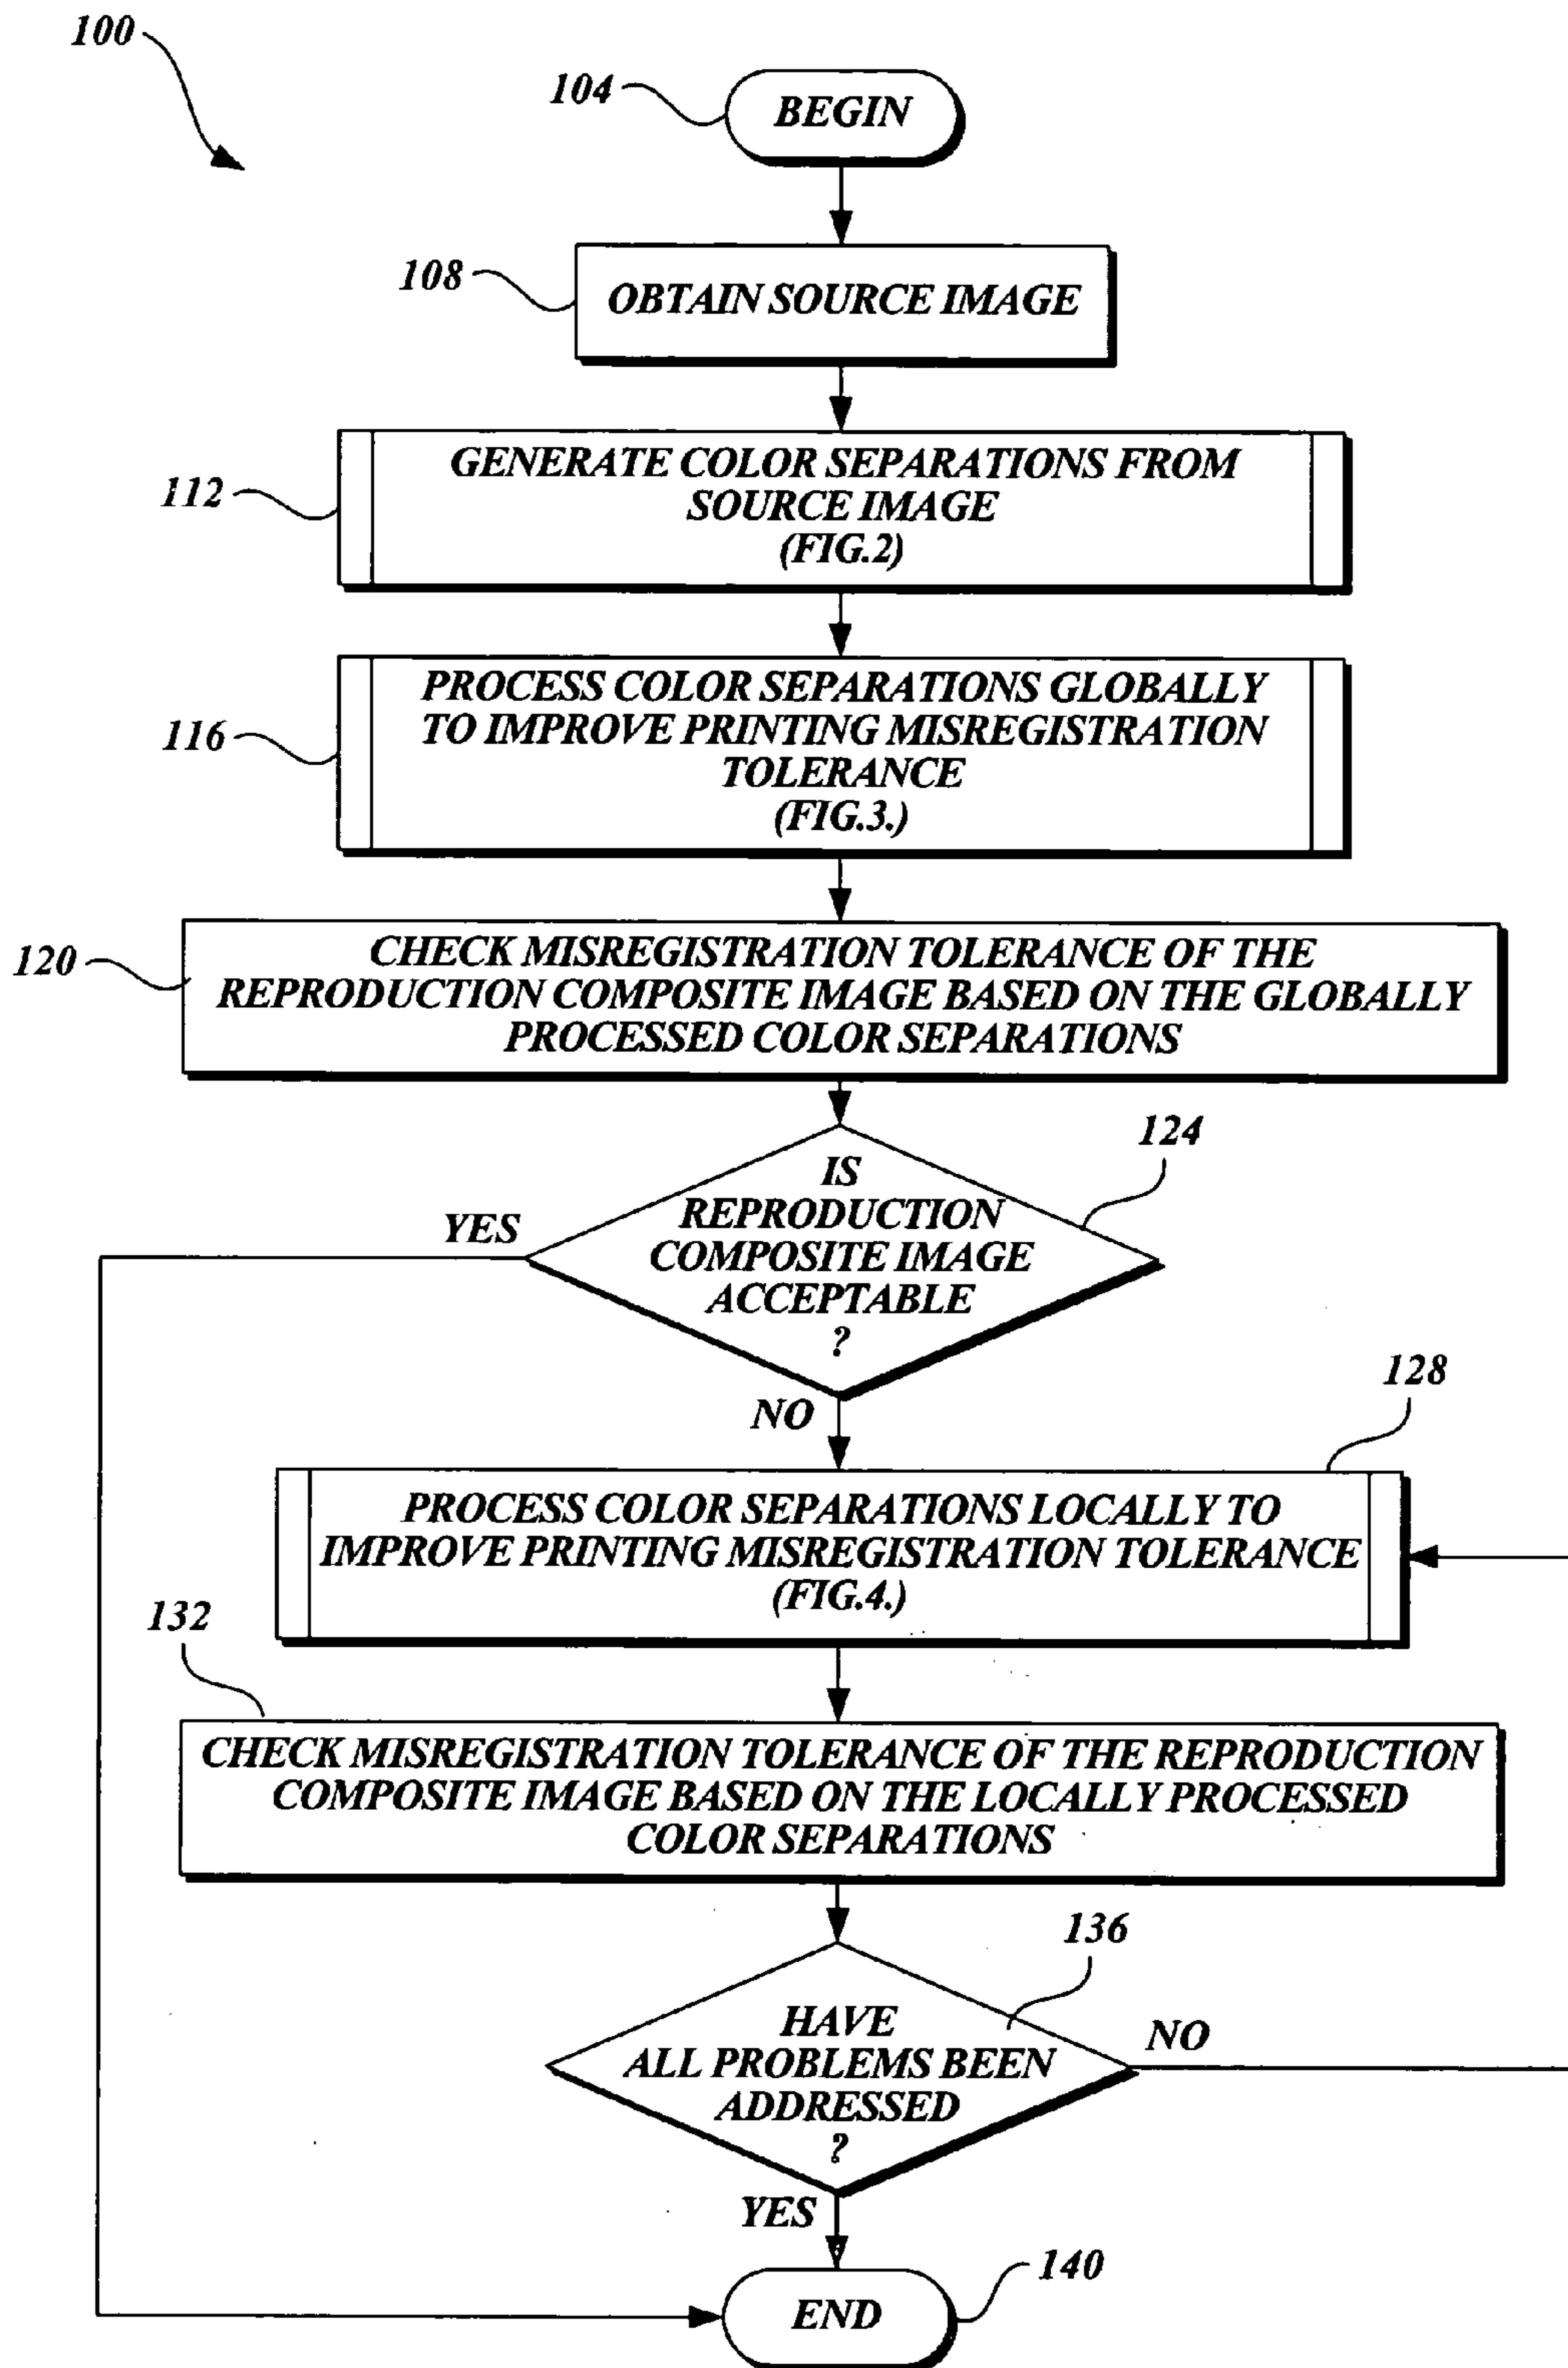 100
104
BEGIN
108
OBTAIN SOURCE IMAGE
112
GENERATE COLOR SEPARATIONS FROM
SOURCE IMAGE
(FIG.2)
116
PROCESS COLOR SEPARATIONS GLOBALLY
TO IMPROVE PRINTING MISREGISTRATION
TOLERANCE
(FIG.3.)
120
CHECK MISREGISTRATION TOLERANCE OF THE
REPRODUCTION COMPOSITE IMAGE BASED ON THE GLOBALLY
PROCESSED COLOR SEPARATIONS
124
IS
REPRODUCTION
COMPOSITE IMAGE
ACCEPTABLE
?
YES
NO
128
PROCESS COLOR SEPARATIONS LOCALLY TO
IMPROVE PRINTING MISREGISTRATION TOLERANCE
(FIG.4.)
132
CHECK MISREGISTRATION TOLERANCE OF THE REPRODUCTION
COMPOSITE IMAGE BASED ON THE LOCALLY PROCESSED
COLOR SEPARATIONS
136
HAVE
ALL PROBLEMS BEEN
ADDRESSED
?
NO
YES
140
END